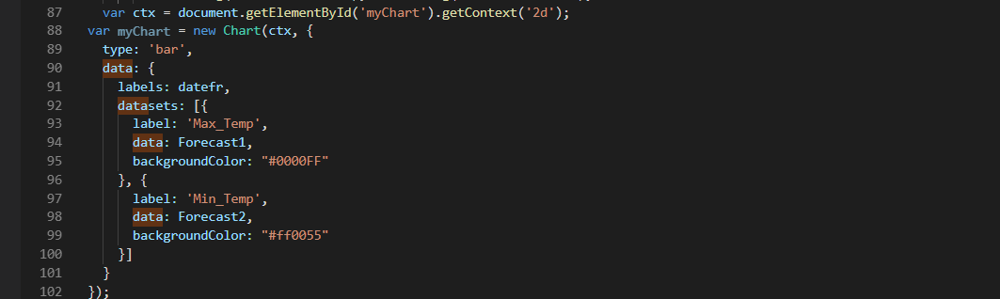 87 var ctx = document.getElementById('myChart').getContext('2d');
88 var myChart = new Chart(ctx, {
89 type: 'bar',
90 data: {
91 labels: datefr,
92 datasets: [{
93 label: 'Max_Temp',
94 data: Forecast1,
95 backgroundColor: "#0000FF"
96 }, {
97 label: 'Min_Temp',
98 data: Forecast2,
99 backgroundColor: "#ff0055"
100 }]
101 }
102 });